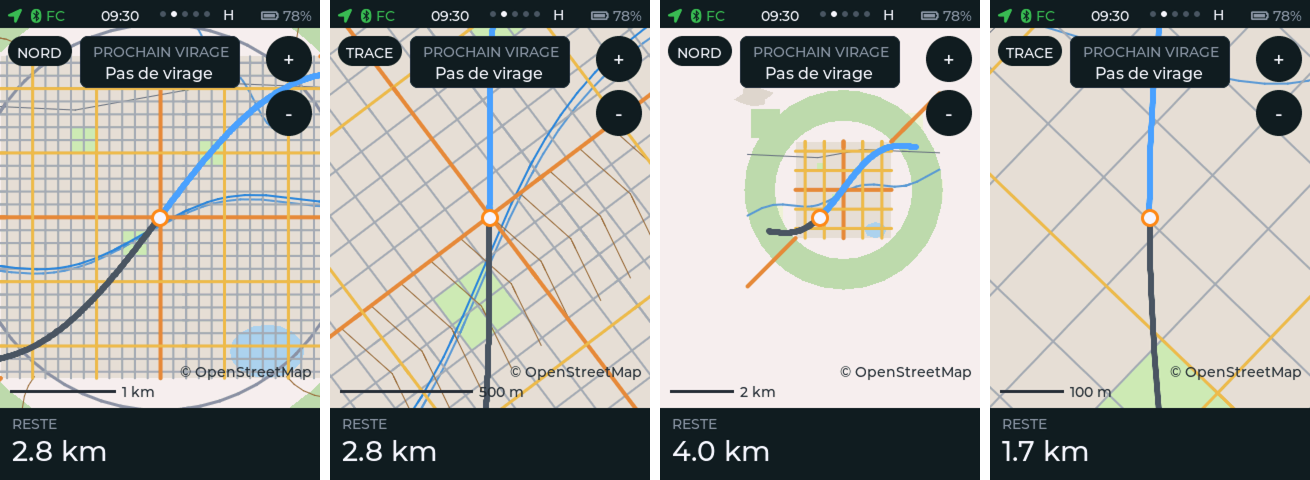 FC 09:30 H 78%
NORD
PROCHAIN VIRAGE
Pas de virage
+
-
© OpenStreetMap
1 km
RESTE
2.8 km
FC 09:30 H 78%
TRACE
PROCHAIN VIRAGE
Pas de virage
+
-
© OpenStreetMap
500 m
RESTE
2.8 km
FC 09:30 H 78%
NORD
PROCHAIN VIRAGE
Pas de virage
+
-
© OpenStreetMap
2 km
RESTE
4.0 km
FC 09:30 H 78%
TRACE
PROCHAIN VIRAGE
Pas de virage
+
-
© OpenStreetMap
100 m
RESTE
1.7 km